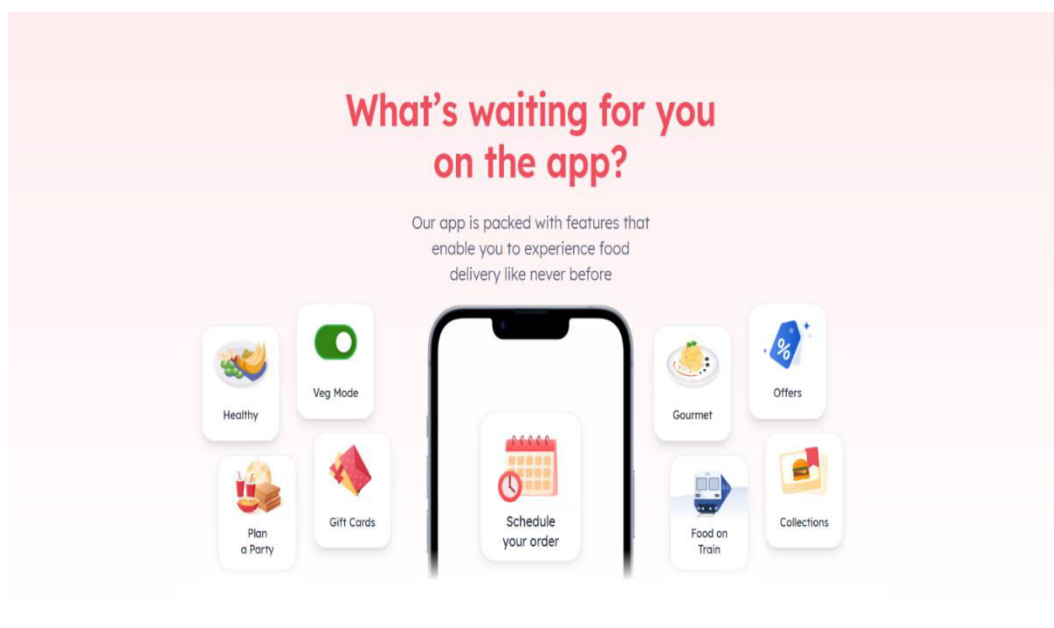 What's waiting for you
on the app?
Our app is packed with features that
enable you to experience food
delivery like never before
Healthy
Veg Mode
Plan
a Party
Gift Cards
Schedule
your order
Gourmet
Offers
%
Food on
Train
Collections